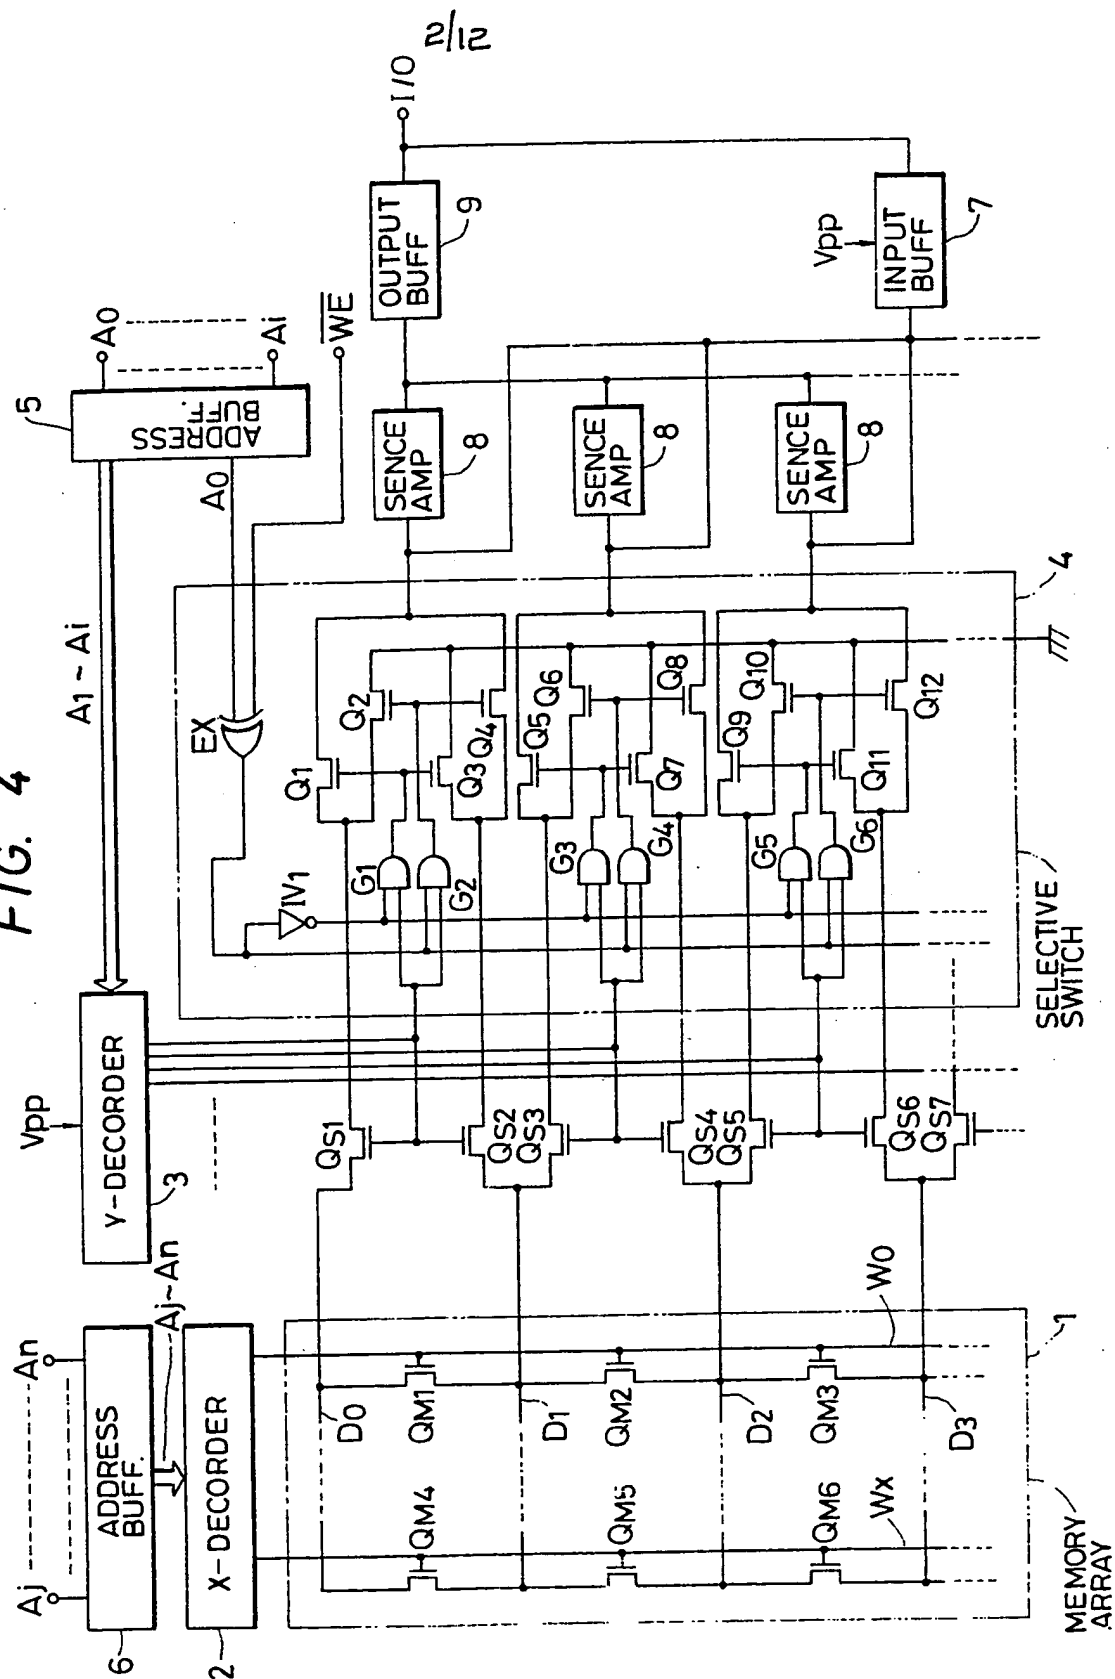 FIG. 4
2/2
Aj
An
ADDRESS
BUFF.
6
Aj~An
X-DECORDER
2
Vpp
Y-DECORDER
3
A1 ~ Ai
5
ADDRESS
BUFF.
A0
Ai
A0
WE
EX
IV1
MEMORY
ARRAY
1
W0
Wx
D0
D1
D2
D3
QM1
QM2
QM3
QM4
QM5
QM6
QS1
QS2
QS3
QS4
QS5
QS6
QS7
SELECTIVE
SWITCH
4
G1
G2
G3
G4
G5
G6
Q1
Q2
Q3
Q4
Q5
Q6
Q7
Q8
Q9
Q10
Q11
Q12
SENCE
AMP
8
SENCE
AMP
8
SENCE
AMP
8
OUTPUT
BUFF
9
Vpp
INPUT
BUFF
7
I/O